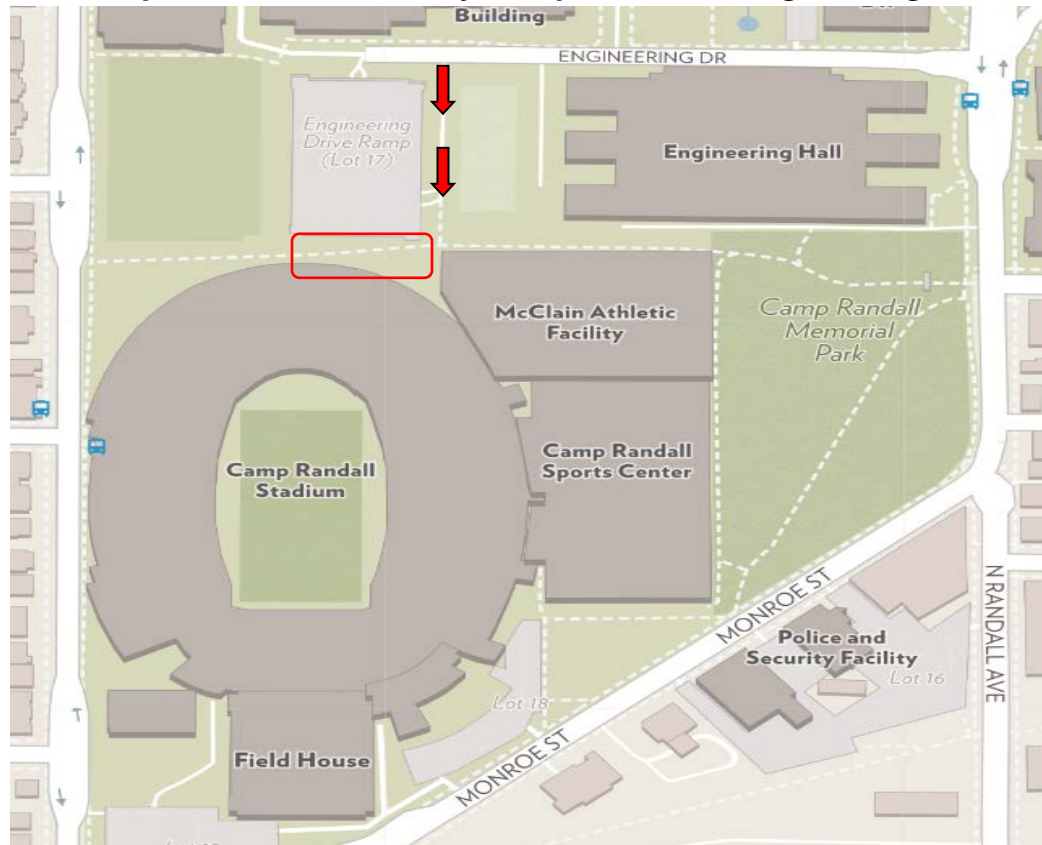 Building
ENGINEERING DR
Engineering
Drive Ramp
(Lot 17)
Engineering Hall
McClain Athletic
Facility
Camp Randall
Memorial
Park
Camp Randall
Stadium
Camp Randall
Sports Center
MONROE ST
N RANDALL AVE
Police and
Security Facility
Lot 16
Lot 18
Field House
MONROE ST